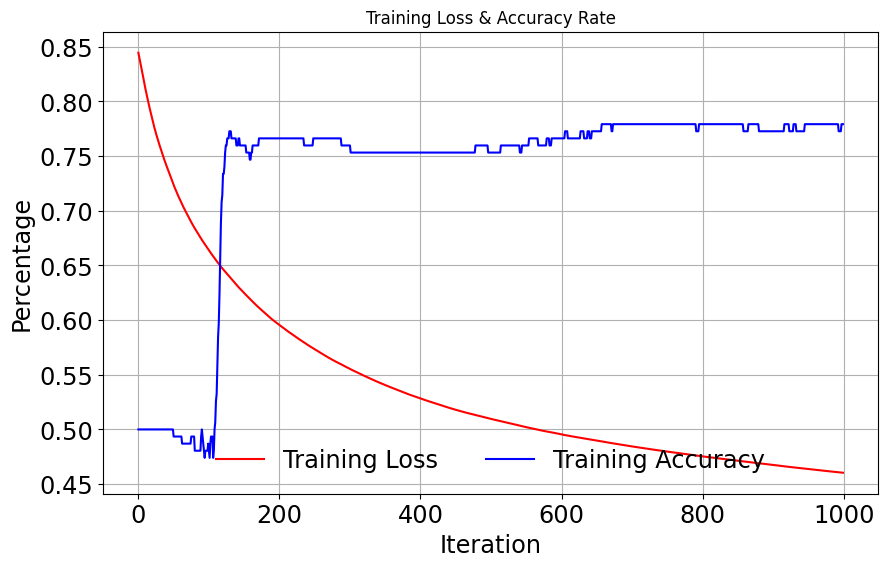 Training Loss & Accuracy Rate
Percentage
0.85
0.80
0.75
0.70
0.65
0.60
0.55
0.50
0.45
Training Loss Training Accuracy
0 200 400 600 800 1000
Iteration